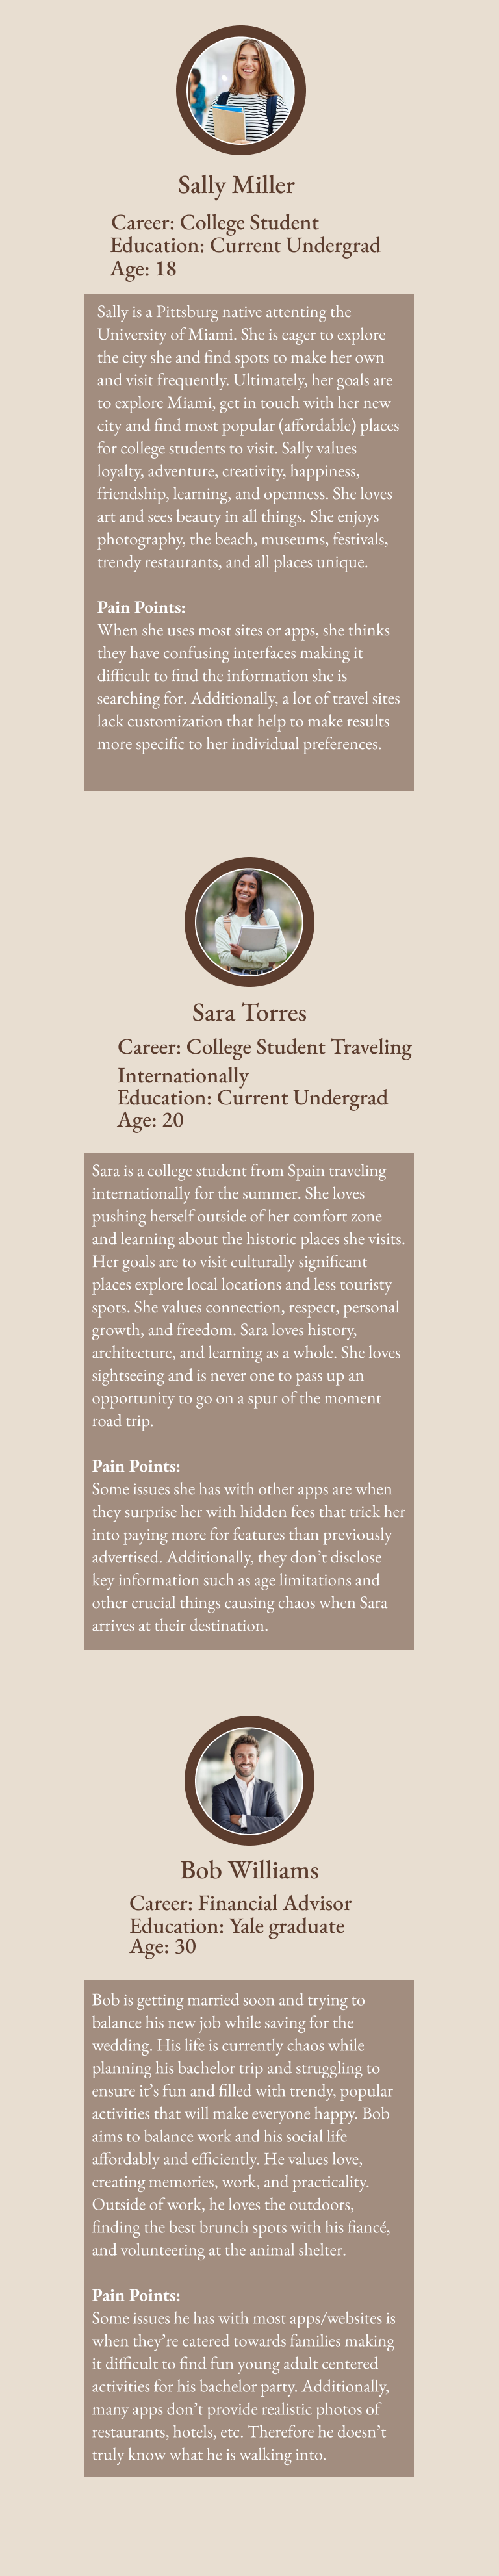 Sally Miller
Career: College Student
Education: Current Undergrad
Age: 18
Sally is a Pittsburg native attenting the
University of Miami. She is eager to explore
the city she and find spots to make her own
and visit frequently. Ultimately, her goals are
to explore Miami, get in touch with her new
city and find most popular (affordable) places
for college students to visit. Sally values
loyalty, adventure, creativity, happiness,
friendship, learning, and openness. She loves
art and sees beauty in all things. She enjoys
photography, the beach, museums, festivals,
trendy restaurants, and all places unique.
Pain Points:
When she uses most sites or apps, she thinks
they have confusing interfaces making it
difficult to find the information she is
searching for. Additionally, a lot of travel sites
lack customization that help to make results
more specific to her individual preferences.
Sara Torres
Career: College Student Traveling
Internationally
Education: Current Undergrad
Age: 20
Sara is a college student from Spain traveling
internationally for the summer. She loves
pushing herself outside of her comfort zone
and learning about the historic places she visits.
Her goals are to visit culturally significant
places explore local locations and less touristy
spots. She values connection, respect, personal
growth, and freedom. Sara loves history,
architecture, and learning as a whole. She loves
sightseeing and is never one to pass up an
opportunity to go on a spur of the moment
road trip.
Pain Points:
Some issues she has with other apps are when
they surprise her with hidden fees that trick her
into paying more for features than previously
advertised. Additionally, they don’t disclose
key information such as age limitations and
other crucial things causing chaos when Sara
arrives at their destination.
Bob Williams
Career: Financial Advisor
Education: Yale graduate
Age: 30
Bob is getting married soon and trying to
balance his new job while saving for the
wedding. His life is currently chaos while
planning his bachelor trip and struggling to
ensure it’s fun and filled with trendy, popular
activities that will make everyone happy. Bob
aims to balance work and his social life
affordably and efficiently. He values love,
creating memories, work, and practicality.
Outside of work, he loves the outdoors,
finding the best brunch spots with his fiancé,
and volunteering at the animal shelter.
Pain Points:
Some issues he has with most apps/websites is
when they’re catered towards families making
it difficult to find fun young adult centered
activities for his bachelor party. Additionally,
many apps don’t provide realistic photos of
restaurants, hotels, etc. Therefore he doesn’t
truly know what he is walking into.